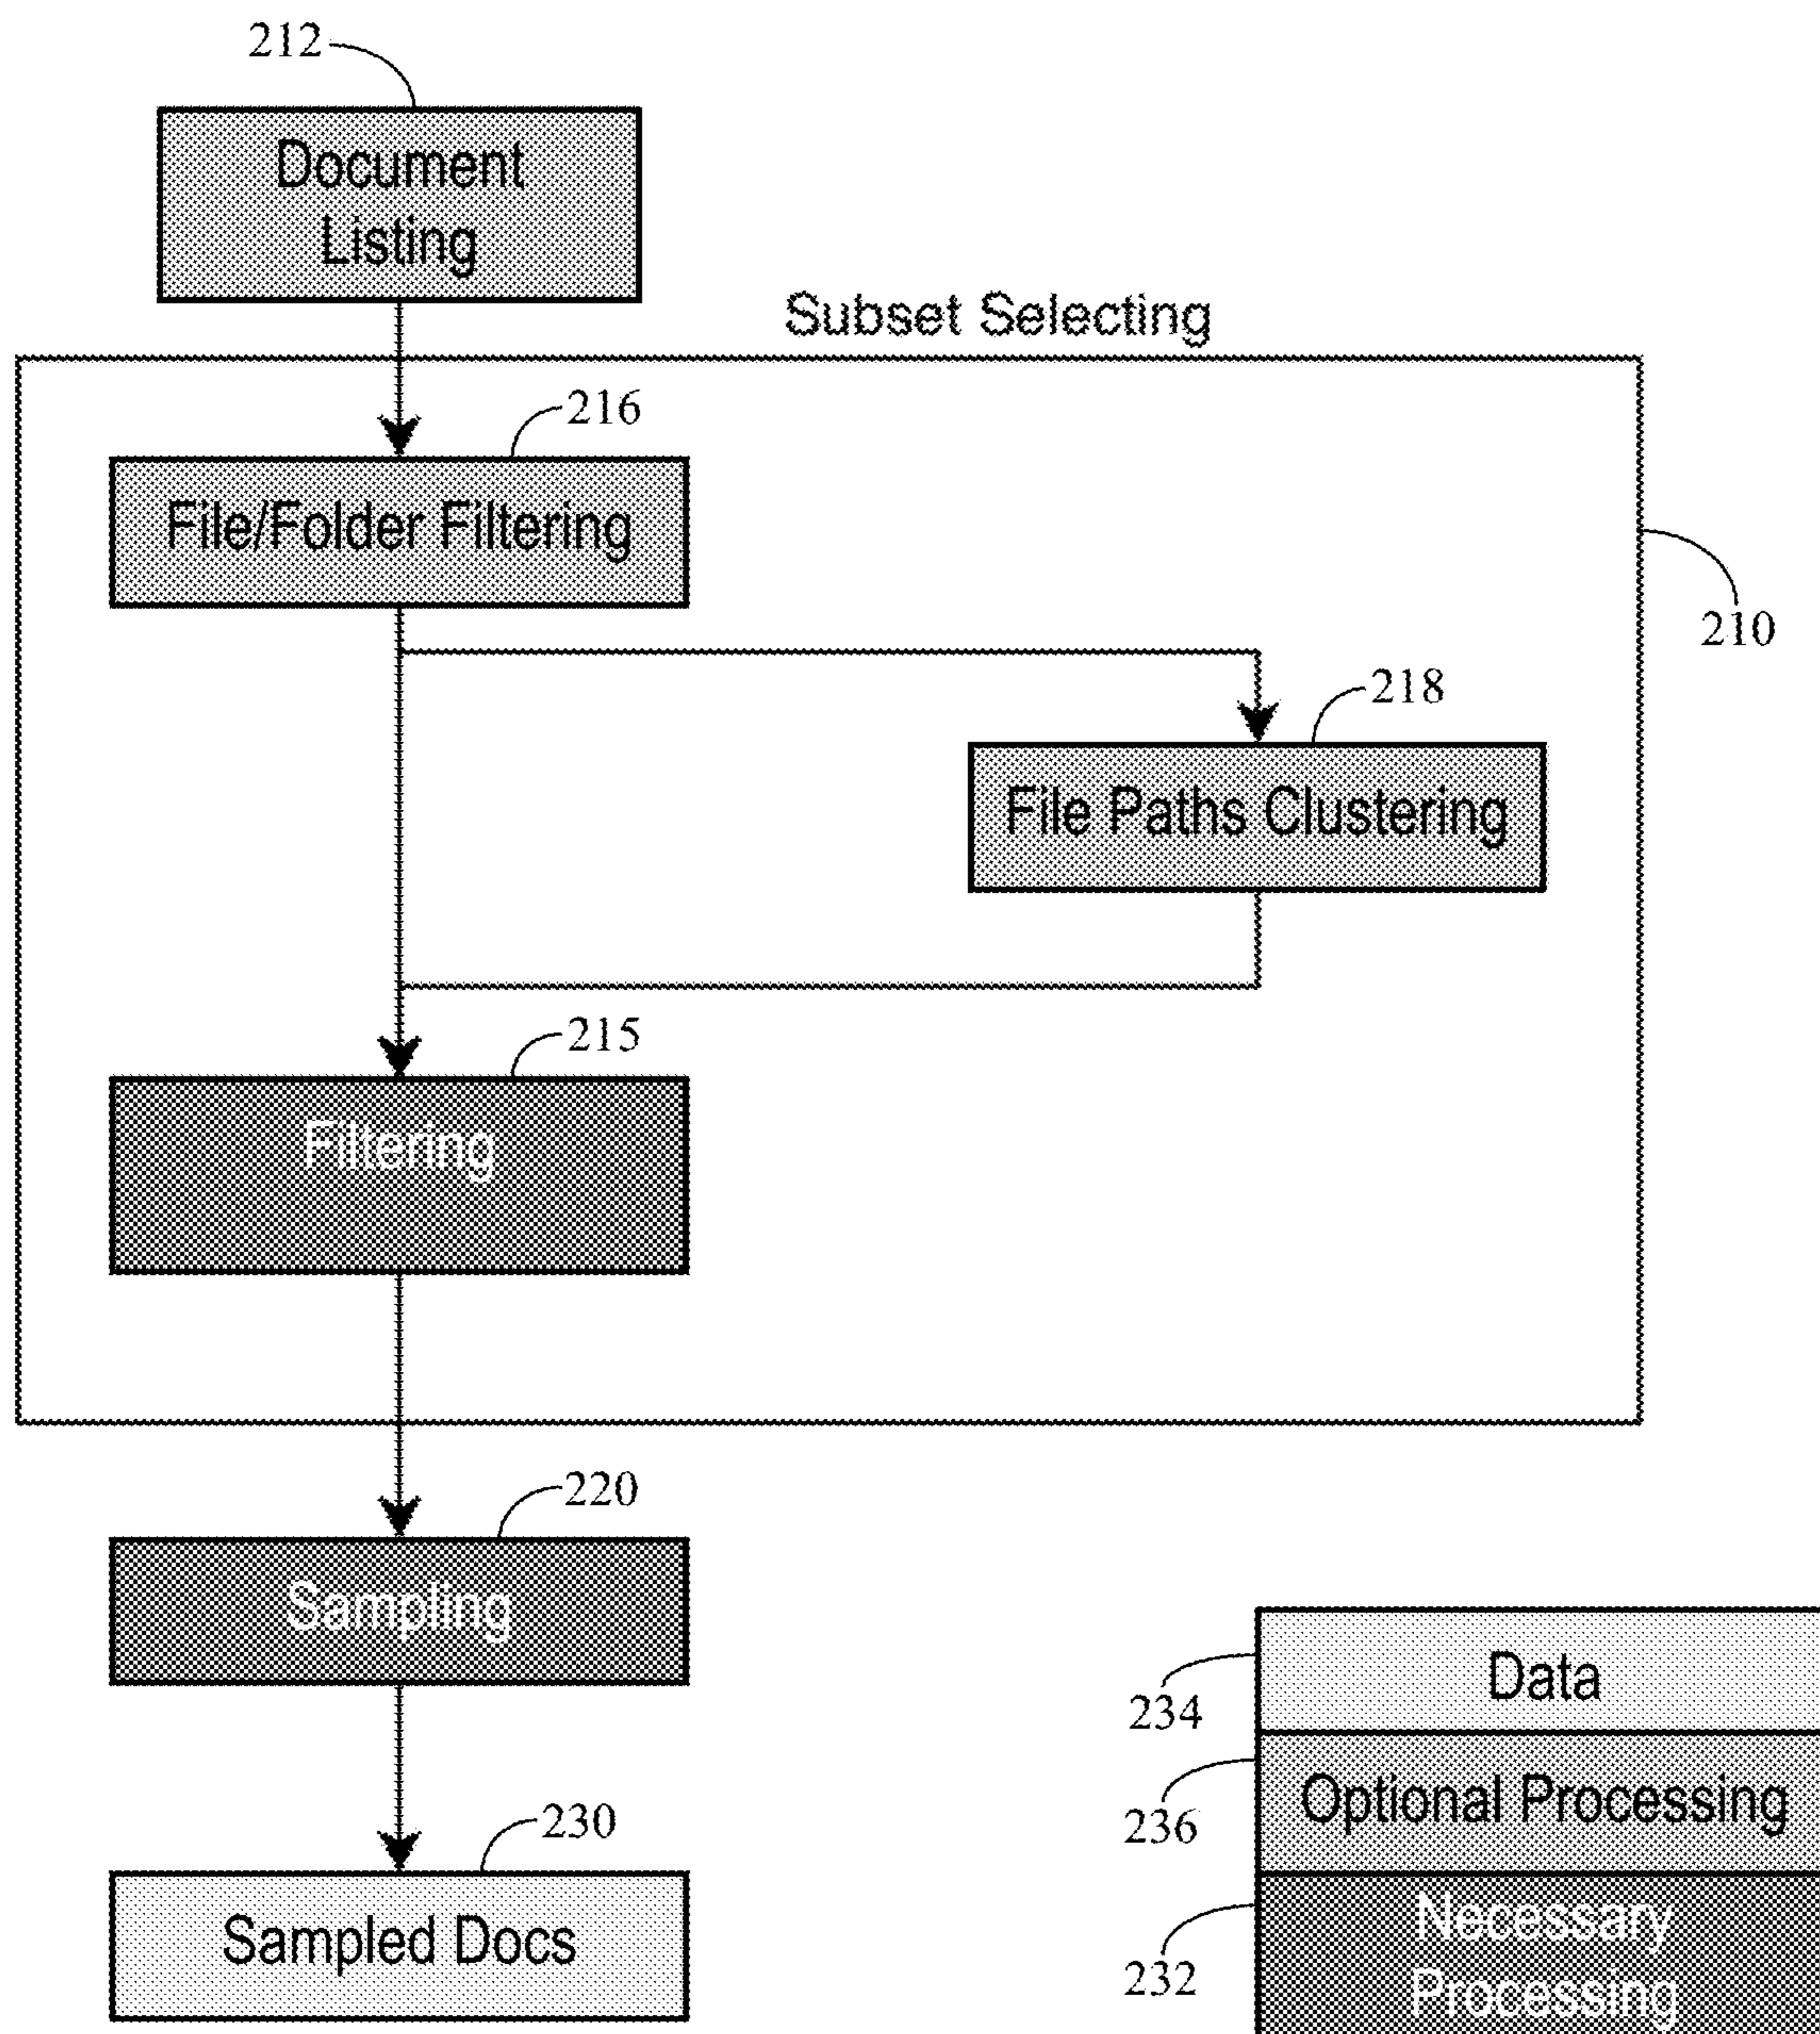 212
Document
Listing
Subset Selecting
216
File/Folder Filtering
210
218
File Paths Clustering
215
Filtering
220
Sampling
230
Sampled Docs
234
Data
236
Optional Processing
232
Necessary
Processing